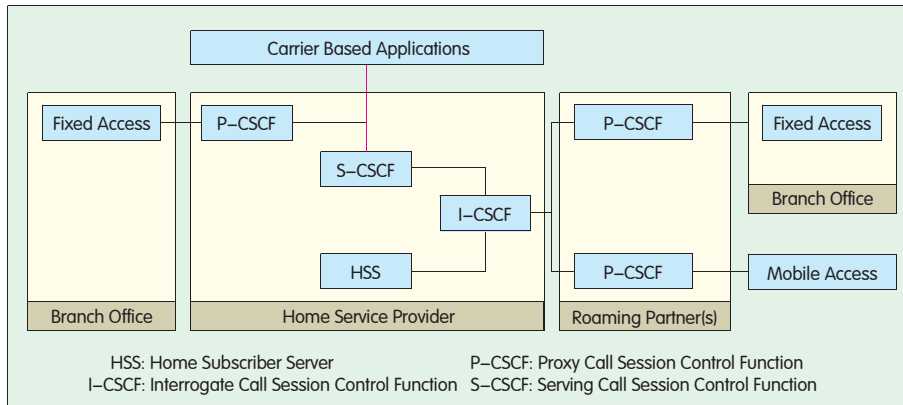 Carrier Based Applications
Fixed Access
P–CSCF
P–CSCF
Fixed Access
S–CSCF
Branch Office
I–CSCF
HSS
P–CSCF
Mobile Access
Branch Office
Home Service Provider
Roaming Partner(s)
HSS: Home Subscriber Server
P–CSCF: Proxy Call Session Control Function
I–CSCF: Interrogate Call Session Control Function
S–CSCF: Serving Call Session Control Function